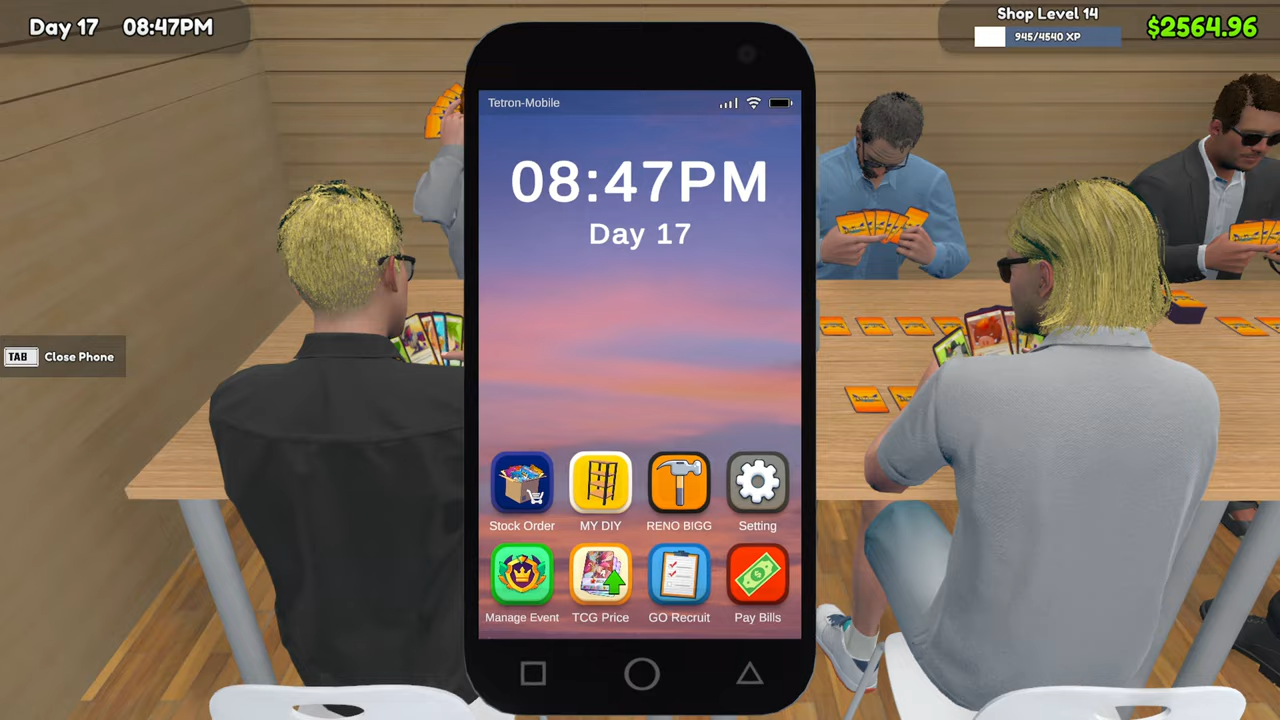 Day 17 08:47PM
Shop Level 14
945/4540 XP
$2564.96
Tetron-Mobile
08:47PM
Day 17
TAB Close Phone
Stock Order MY DIY RENO BIGG Setting
Manage Event TCG Price GO Recruit Pay Bills